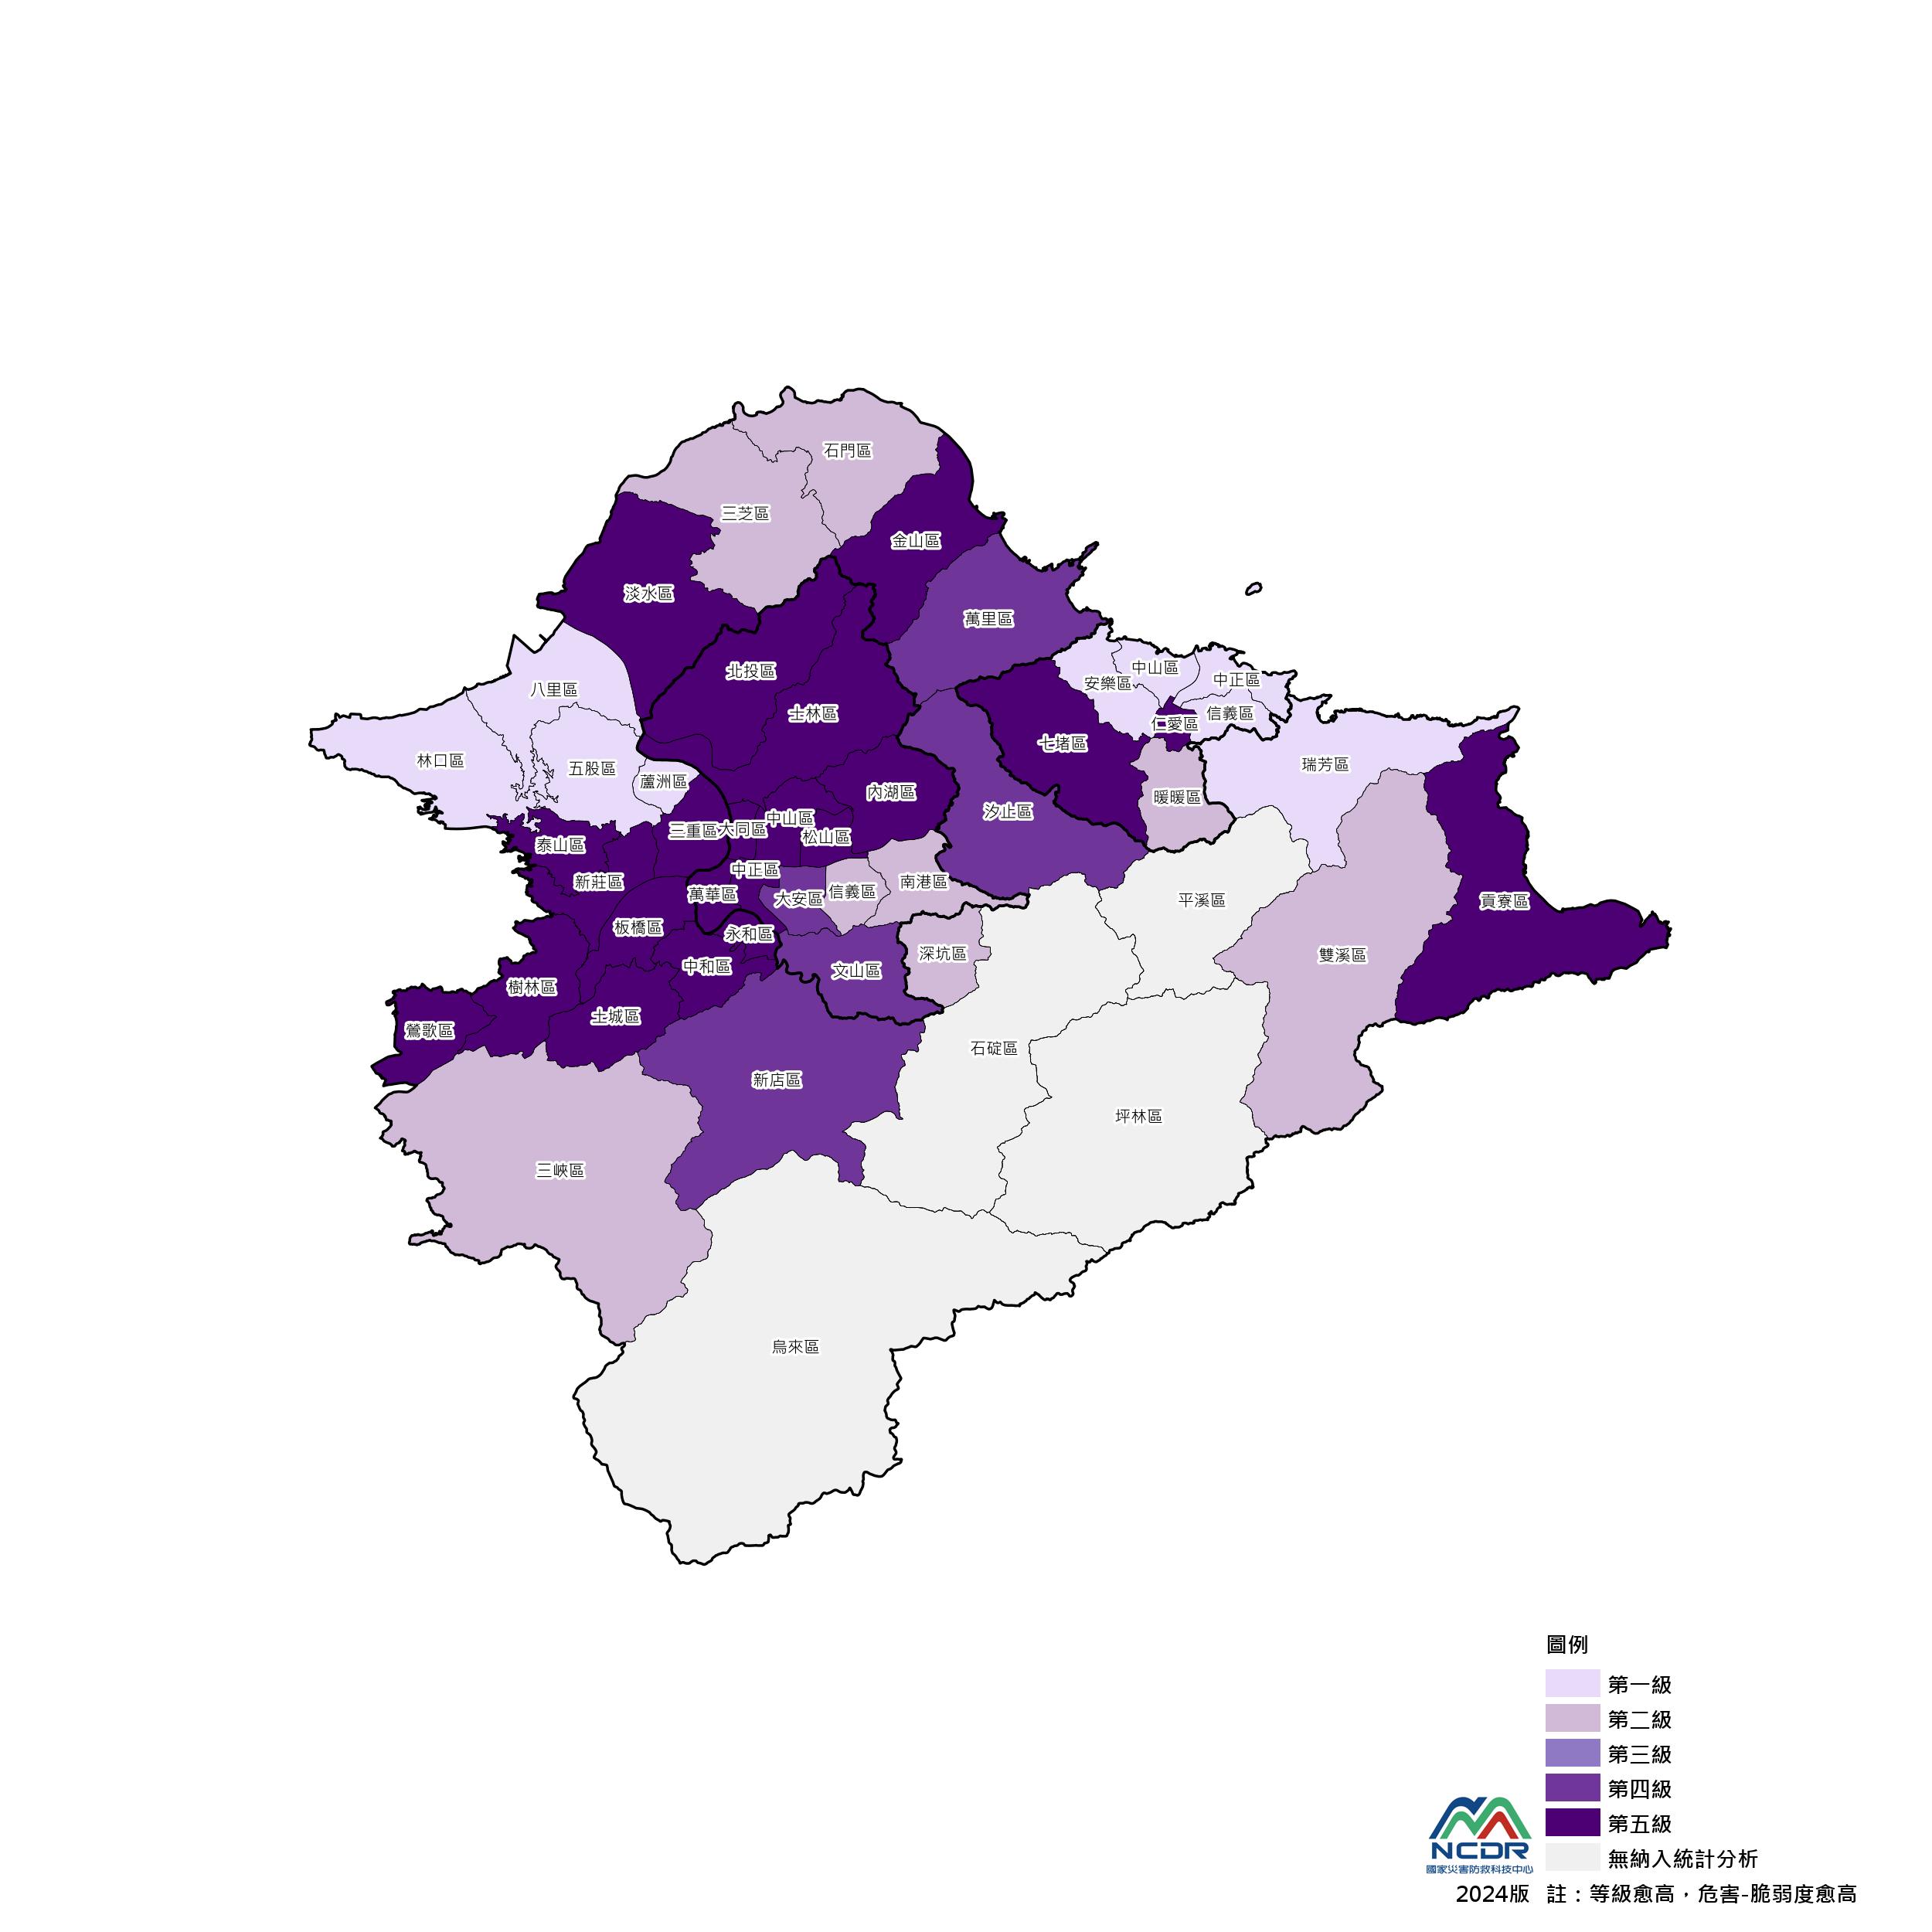 石門區
三芝區
金山區
淡水區
萬里區
北投區
中山區
中正區
安樂區
八里區
士林區
信義區
仁愛區
七堵區
林口區
五股區
瑞芳區
蘆洲區
內湖區
暖暖區
汐止區
中山區
三重區
大同區
松山區
泰山區
中正區
新莊區
南港區
信義區
萬華區
大安區
平溪區
貢寮區
板橋區
永和區
深坑區
雙溪區
中和區
文山區
樹林區
土城區
鶯歌區
石碇區
新店區
坪林區
三峽區
烏來區
圖例
第一級
第二級
第三級
第四級
第五級
無納入統計分析
NCDR
國家災害防救科技中心
2024版 註：等級愈高，危害-脆弱度愈高